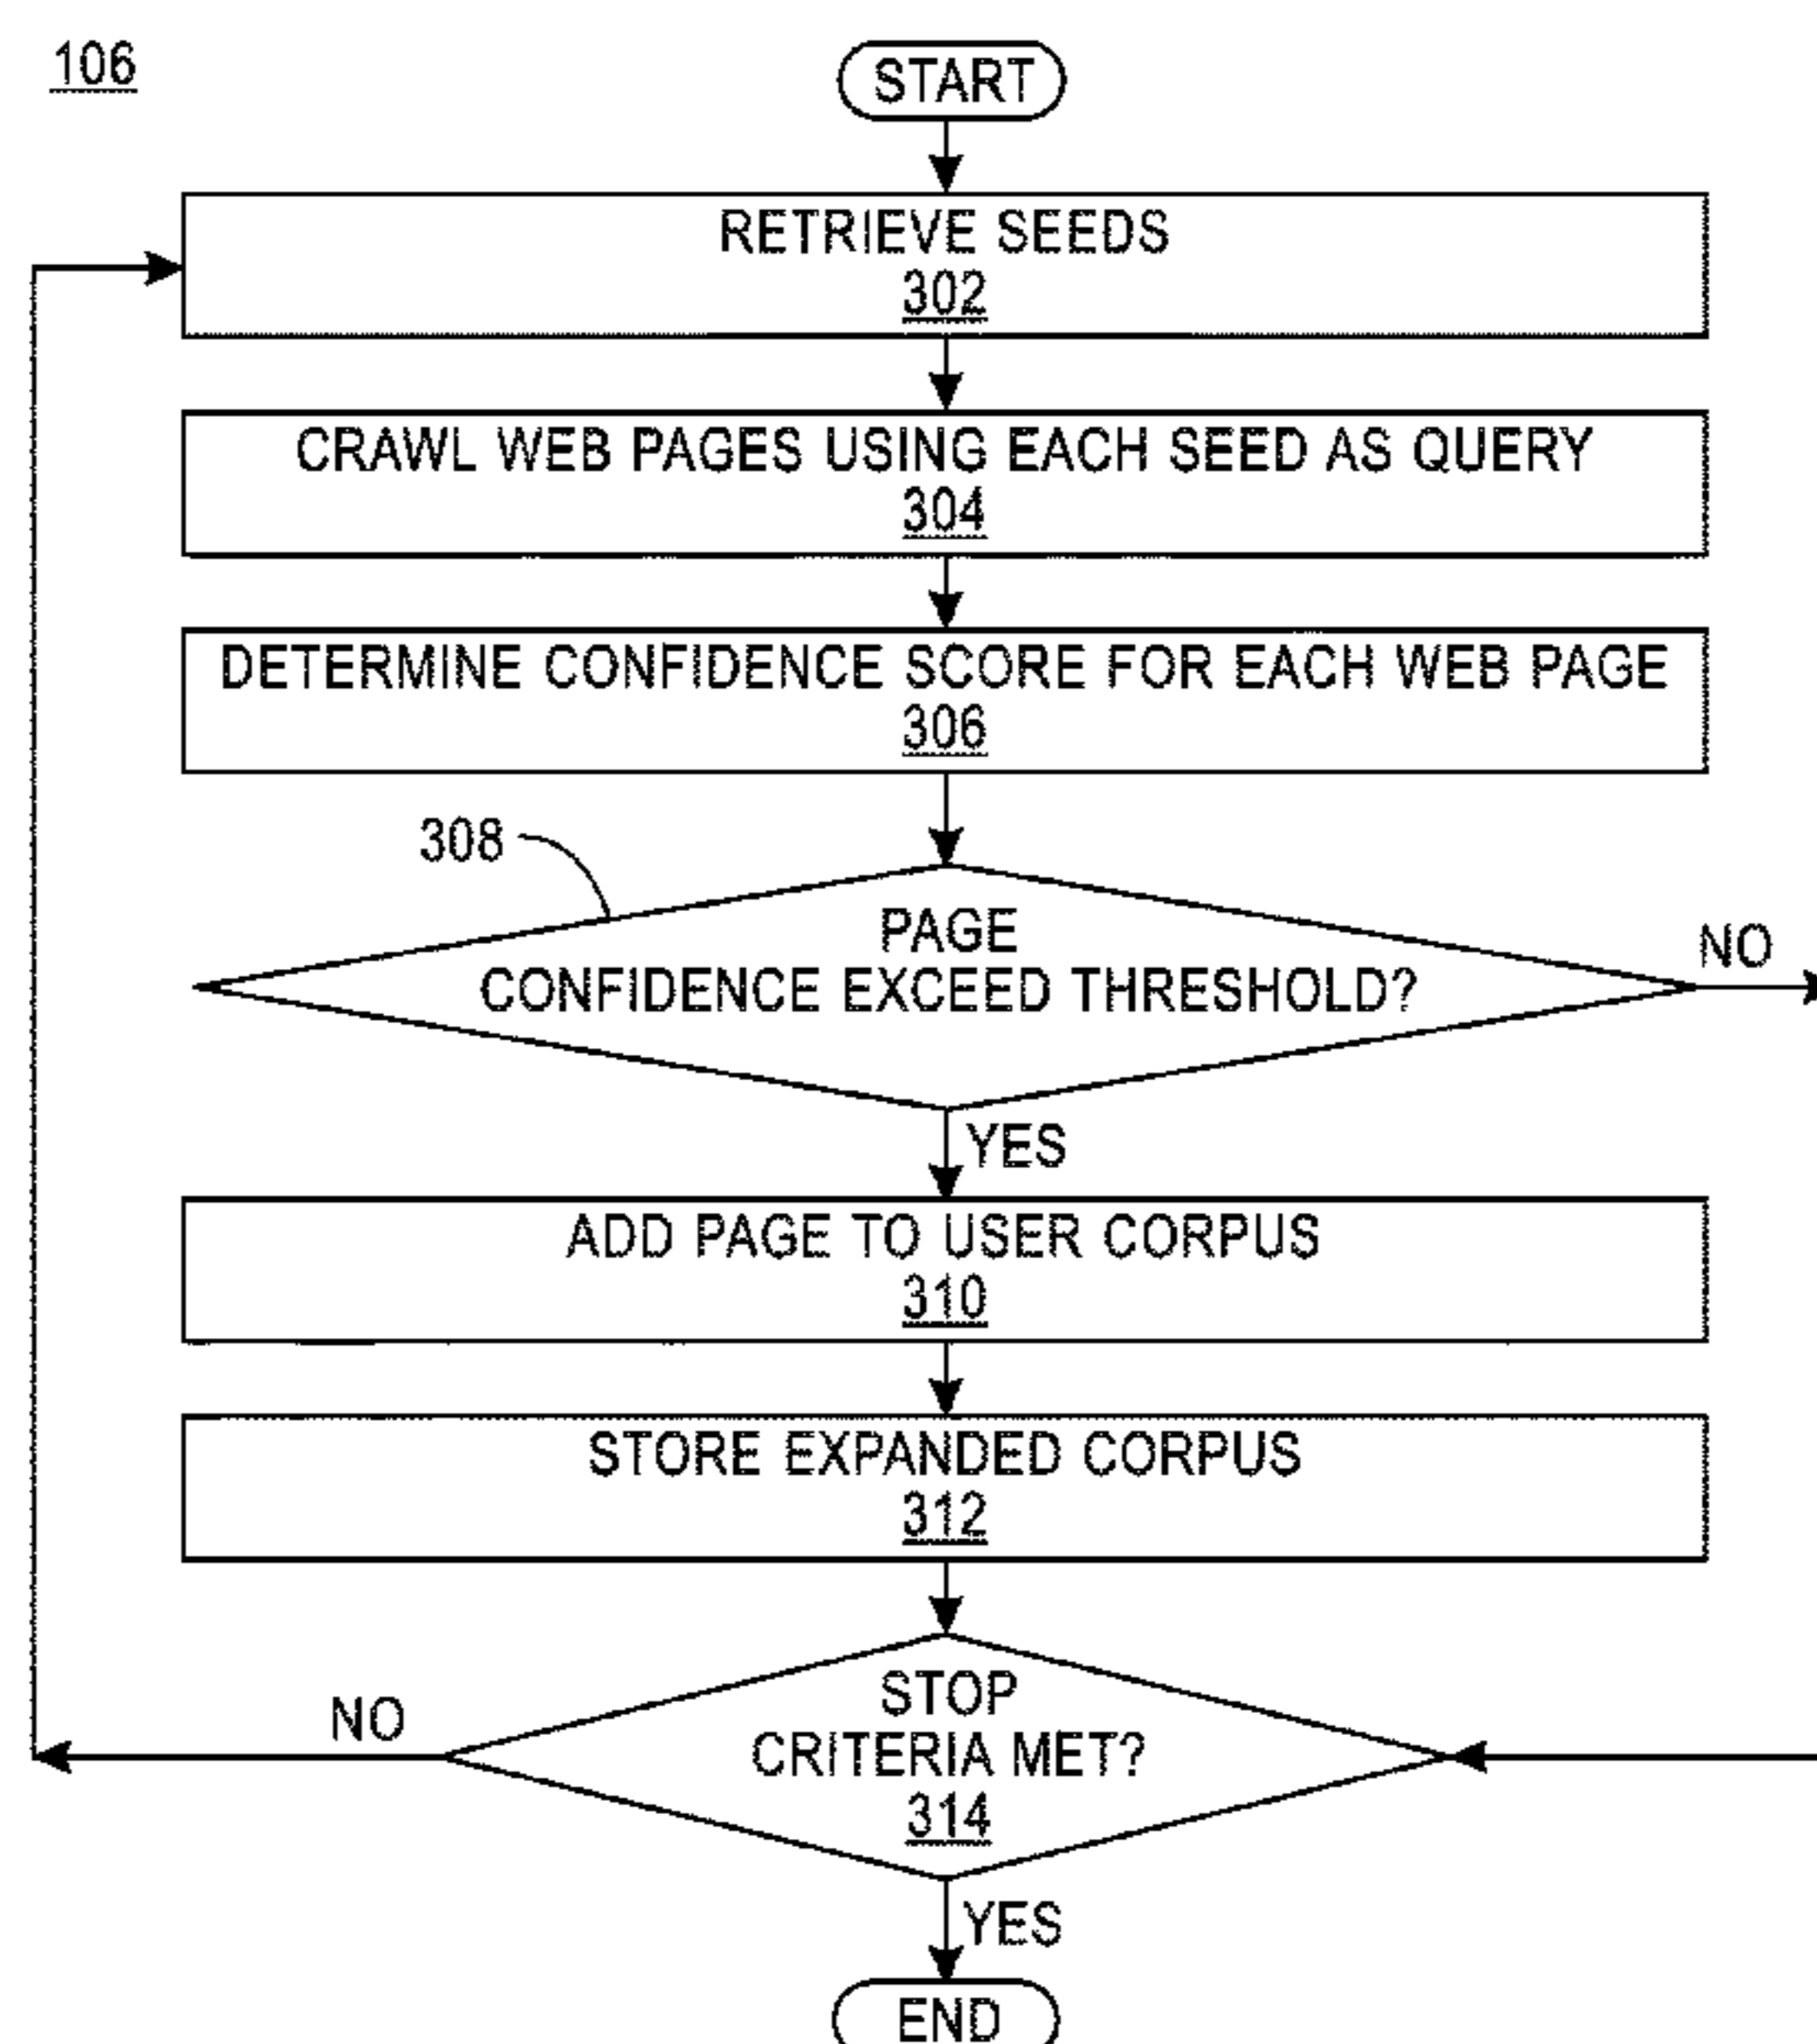 106
START
RETRIEVE SEEDS
302
CRAWL WEB PAGES USING EACH SEED AS QUERY
304
DETERMINE CONFIDENCE SCORE FOR EACH WEB PAGE
306
308
PAGE
CONFIDENCE EXCEED THRESHOLD?
NO
YES
ADD PAGE TO USER CORPUS
310
STORE EXPANDED CORPUS
312
STOP
CRITERIA MET?
314
NO
YES
END